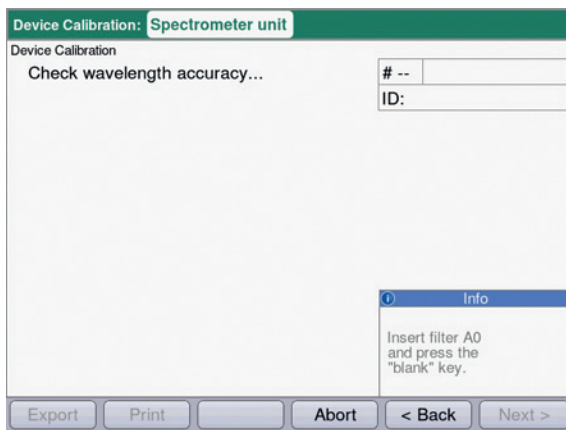 Device Calibration: Spectrometer unit
Device Calibration
Check wavelength accuracy...
# --
ID:
Info
Insert filter A0
and press the
"blank" key.
Export Print Abort < Back Next >